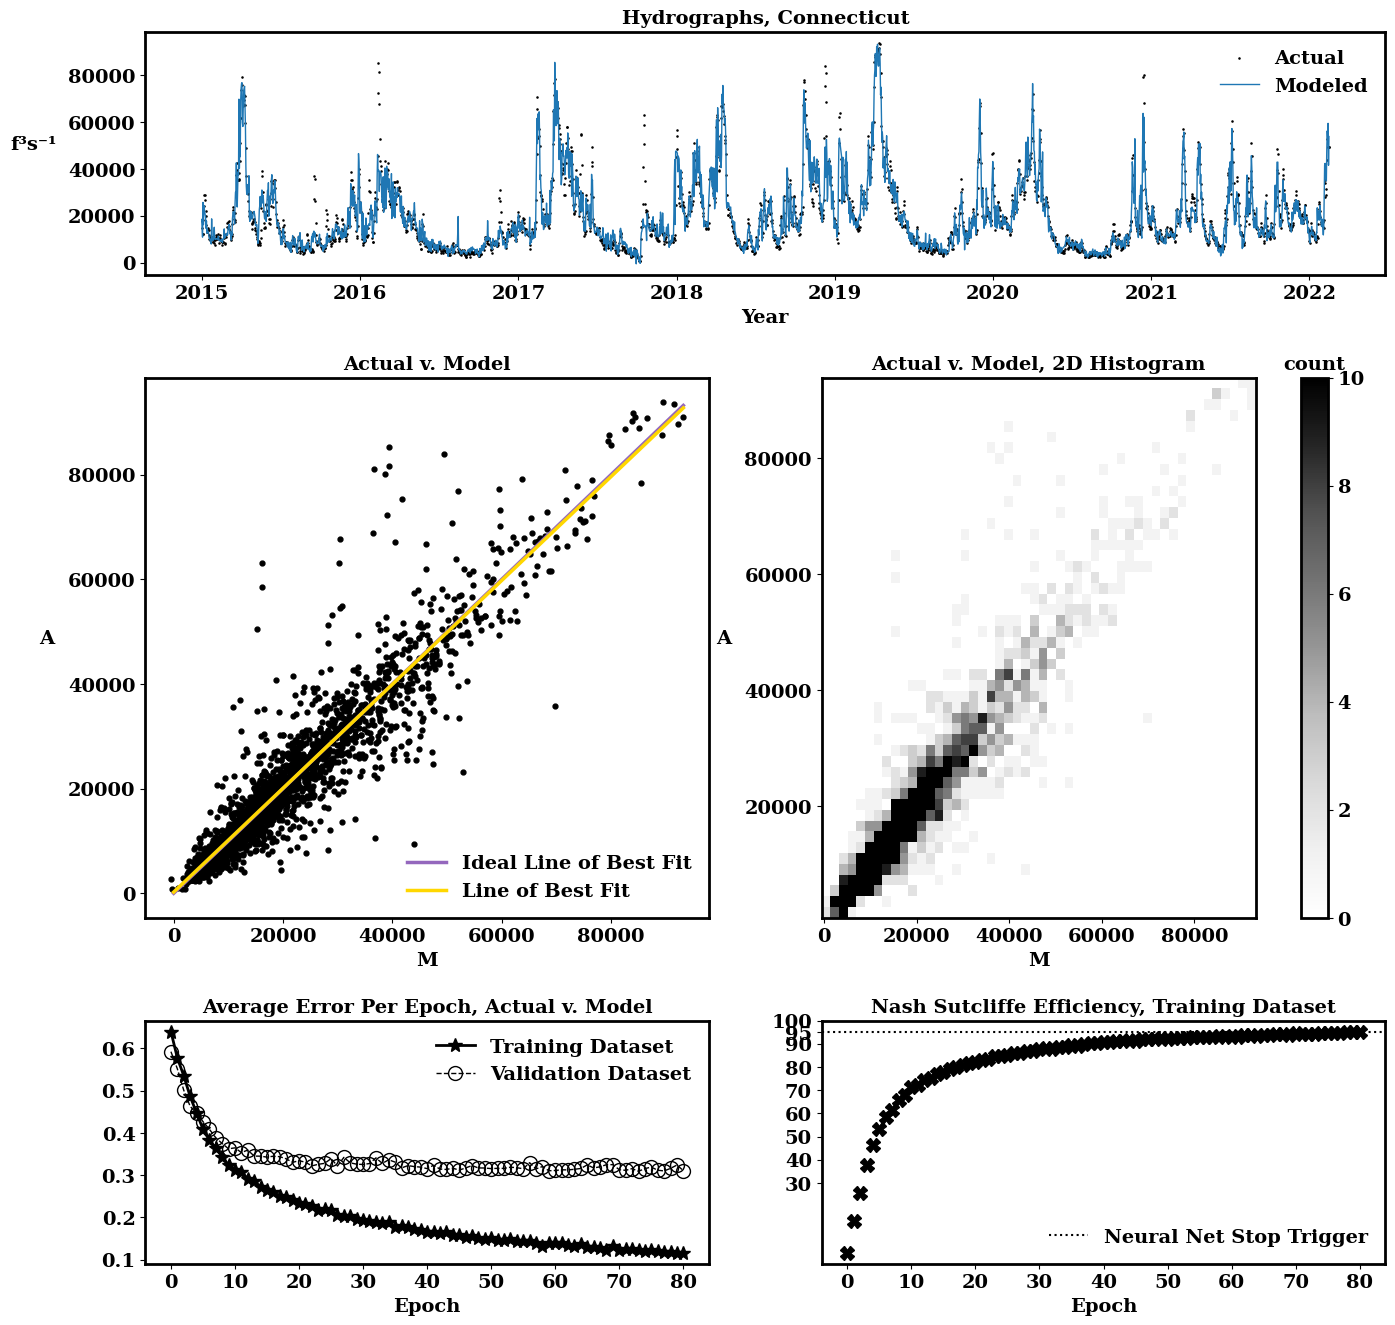 Hydrographs, Connecticut
f³s⁻¹
80000
60000
40000
20000
0
Actual
Modeled
2015 2016 2017 2018 2019 2020 2021 2022
Year
Actual v. Model
A
80000
60000
40000
20000
0
Ideal Line of Best Fit
Line of Best Fit
0 20000 40000 60000 80000
M
Actual v. Model, 2D Histogram
A
80000
60000
40000
20000
0 20000 40000 60000 80000
M
count
10
8
6
4
2
0
Average Error Per Epoch, Actual v. Model
0.6
0.5
0.4
0.3
0.2
0.1
Training Dataset
Validation Dataset
0 10 20 30 40 50 60 70 80
Epoch
Nash Sutcliffe Efficiency, Training Dataset
100
95
90
80
70
60
50
40
30
Neural Net Stop Trigger
0 10 20 30 40 50 60 70 80
Epoch